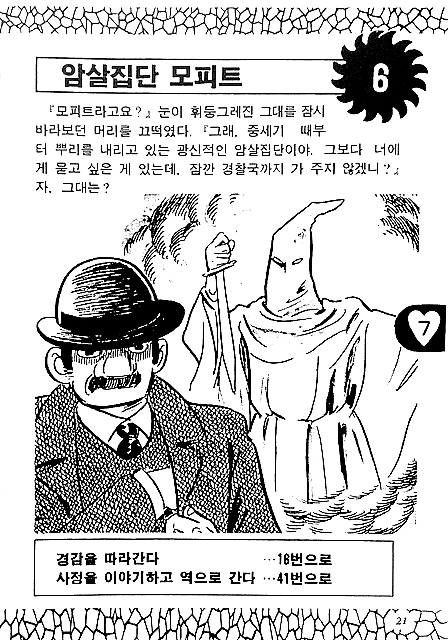 암살집단 모피트
6
『모피트라고요?』 눈이 휘둥그레진 그대를 잠시
바라보던 머리를 끄떡였다. 『그래, 중세기 때부
터 뿌리를 내리고 있는 광신적인 암살집단이야. 그보다 너에
게 묻고 싶은 게 있는데. 잠깐 경찰국까지 가 주지 않겠니?』
자, 그대는?
7
경감을 따라간다 …16번으로
사정을 이야기하고 역으로 간다 …41번으로
21